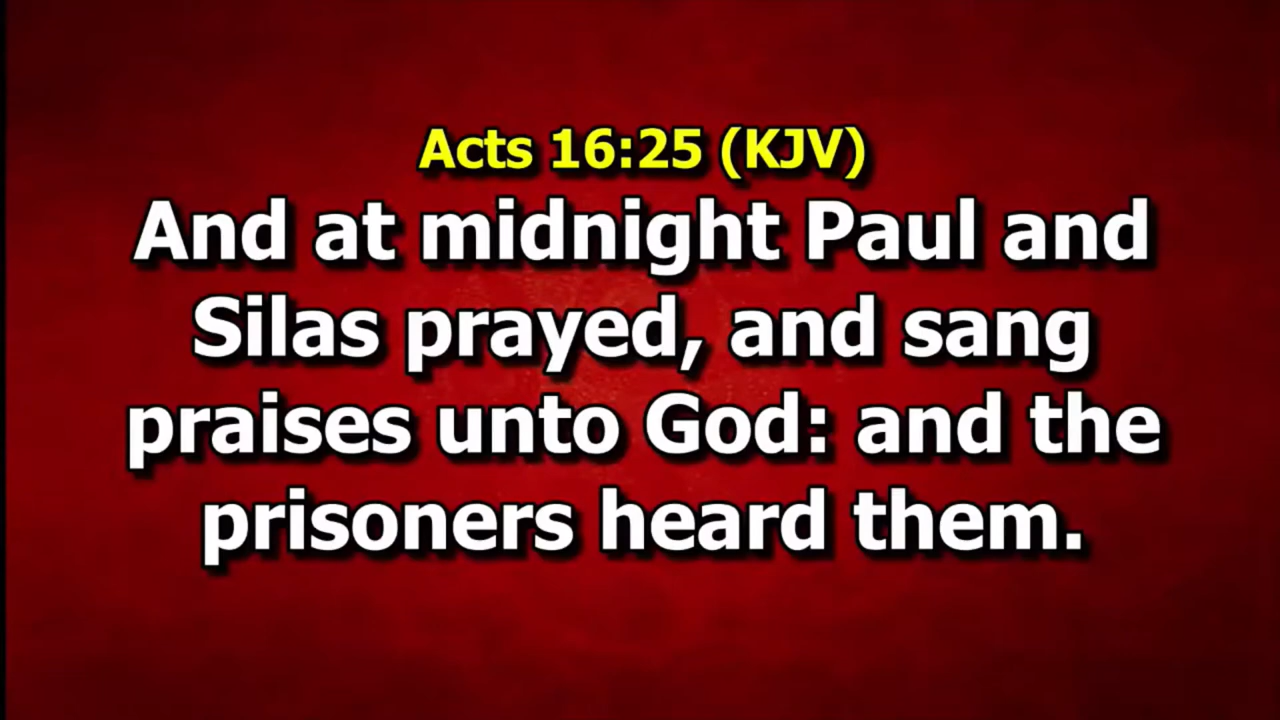 Acts 16:25 (KJV)
And at midnight Paul and
Silas prayed, and sang
praises unto God: and the
prisoners heard them.